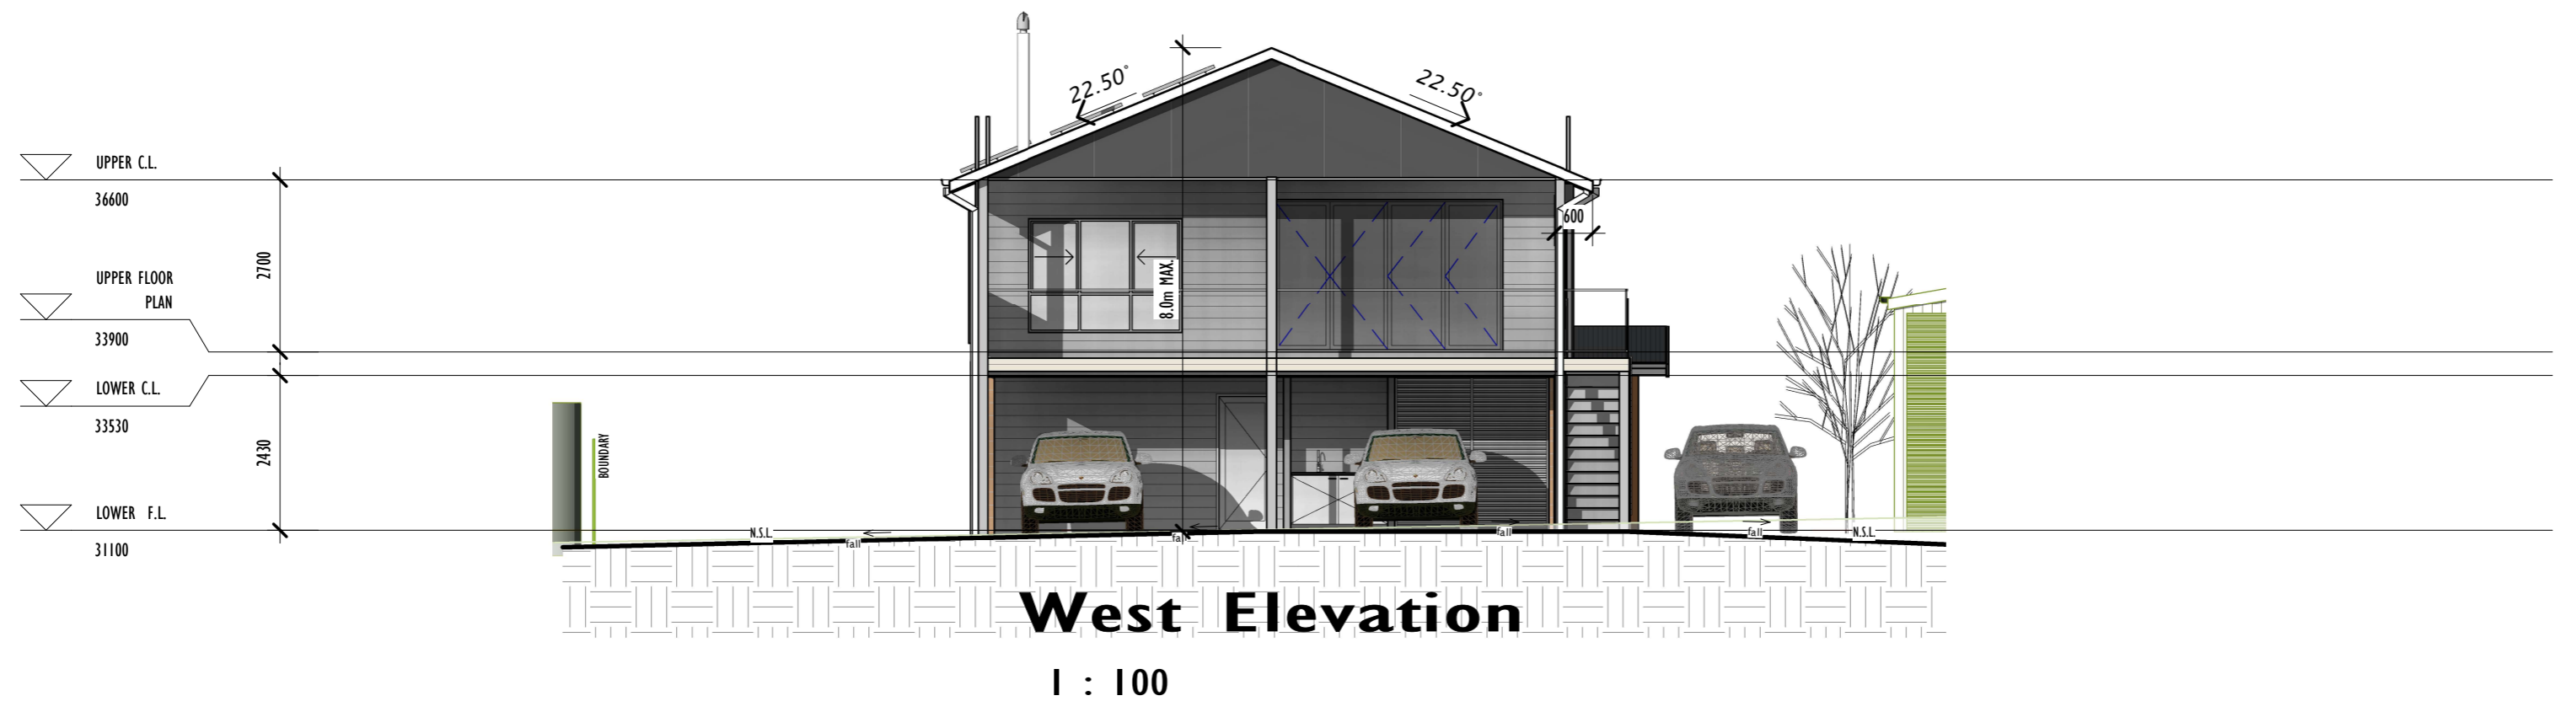 22.50°
22.50°
UPPER C.L.
36600
600
2700
8.0m MAX.
UPPER FLOOR
PLAN
33900
LOWER C.L.
33530
2430
BOUNDARY
LOWER F.L.
31100
N.S.L.
fall
fal
fall
fall
N.S.L.
West Elevation
1 : 100